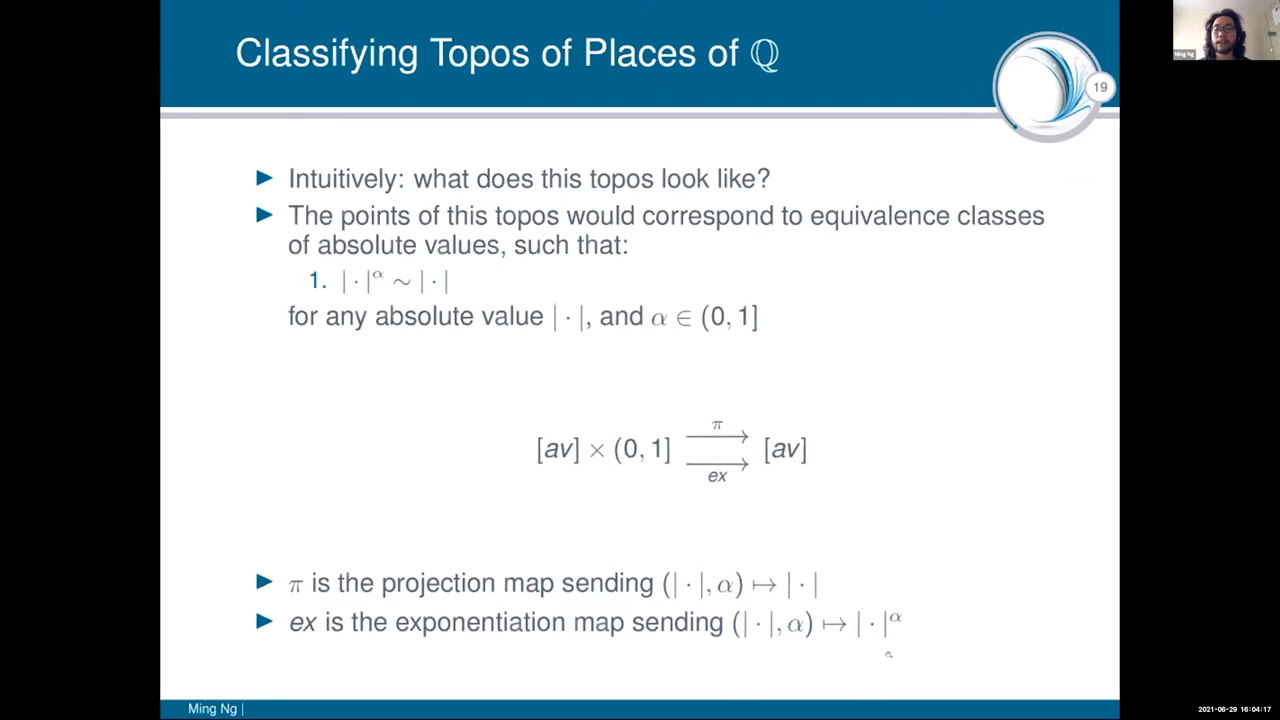 Classifying Topos of Places of ℚ
19
Ming Ng
▶ Intuitively: what does this topos look like?
▶ The points of this topos would correspond to equivalence classes
of absolute values, such that:
1. | · |^α ∼ | · |
for any absolute value | · |, and α ∈ (0, 1]
π
[av] × (0, 1] ⇉ [av]
ex
▶ π is the projection map sending (| · |, α) ↦ | · |
▶ ex is the exponentiation map sending (| · |, α) ↦ | · |^α
Ming Ng |
2021-06-29 16:04:17